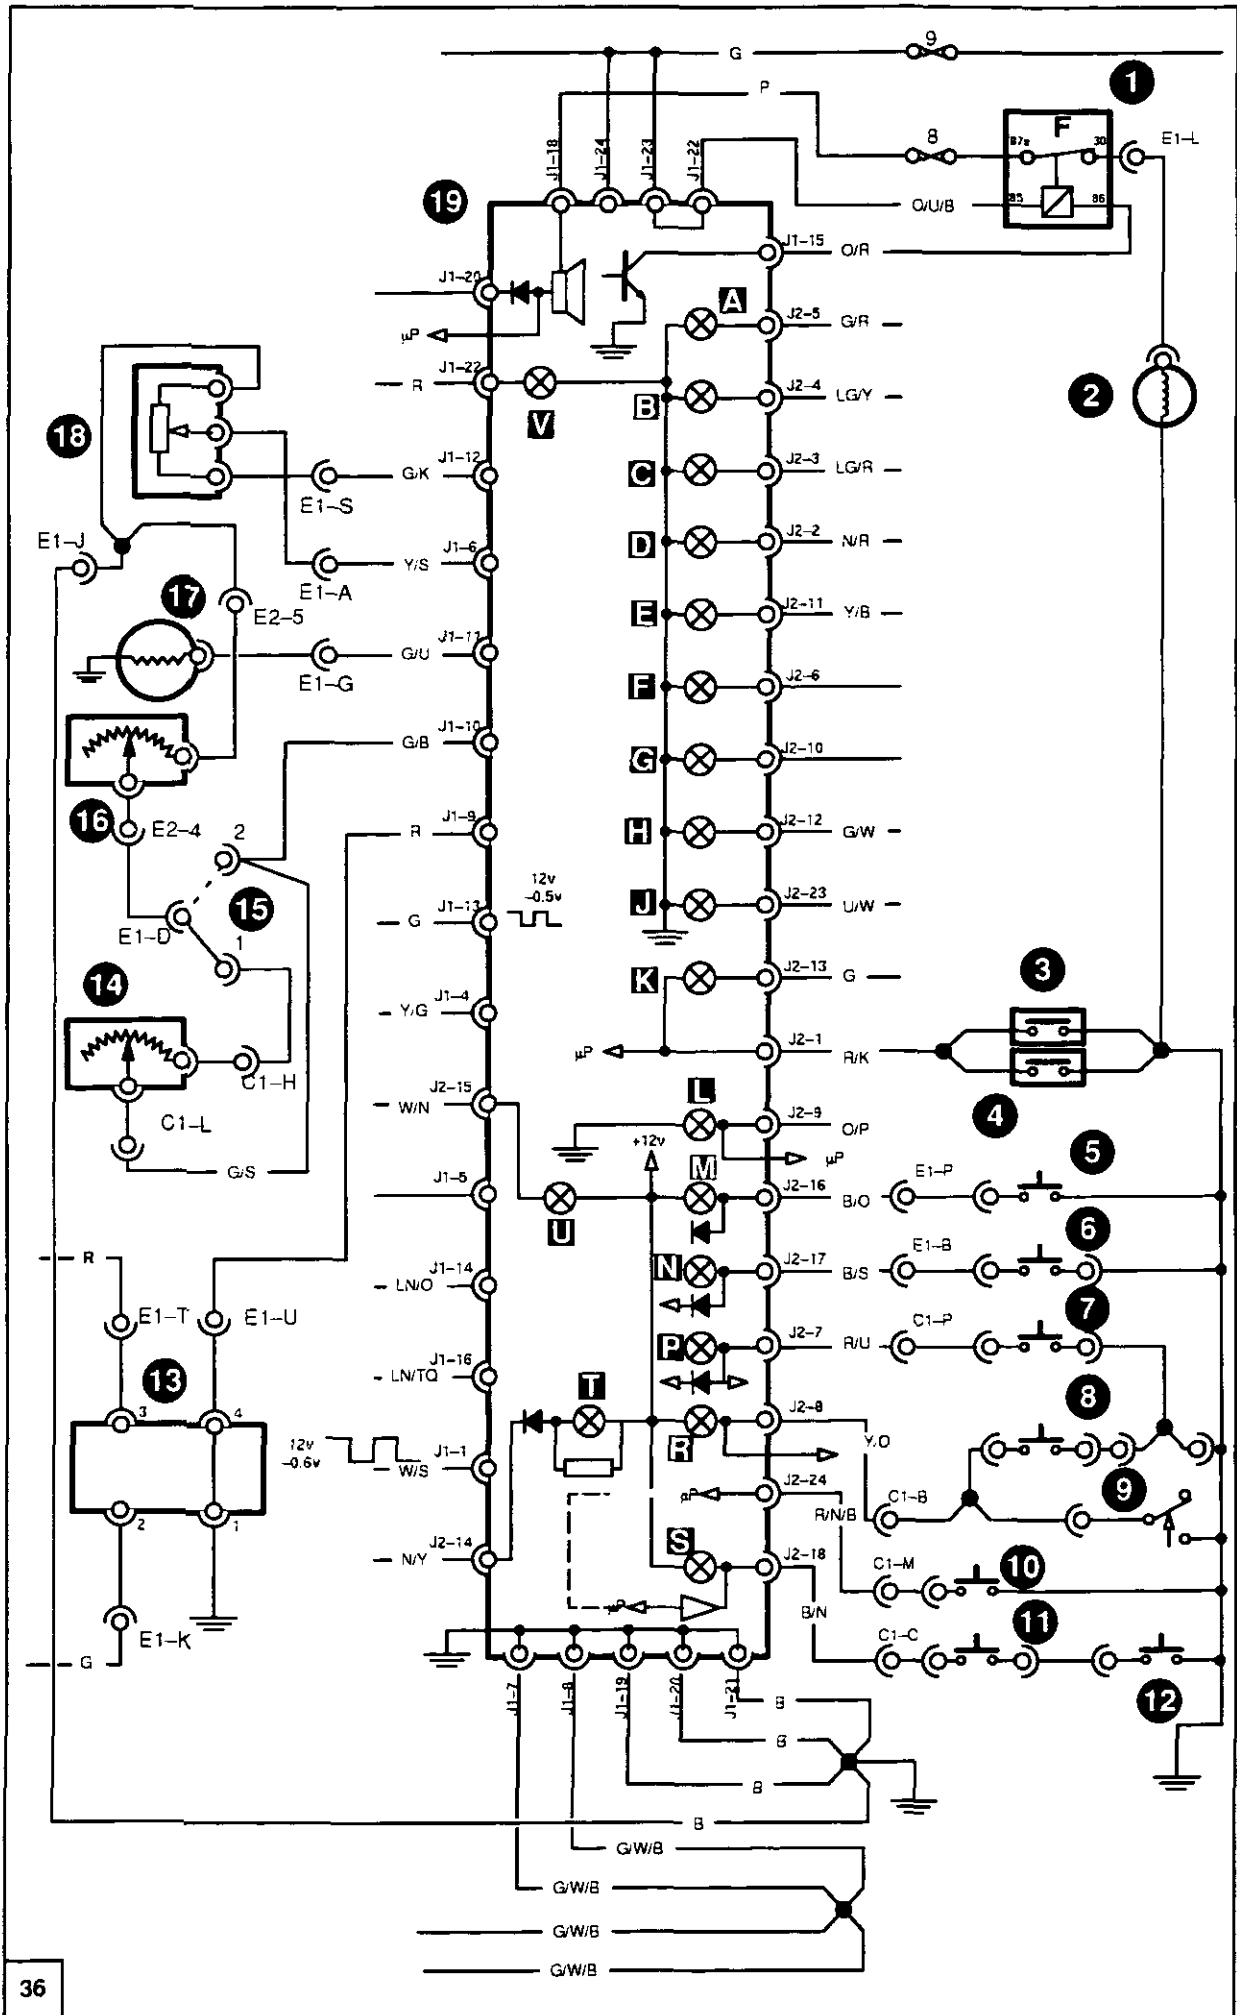 9
G
1
P
F
8
87a
30
E1-L
J1-18
J1-24
J1-23
J1-22
19
O/U/B
85
86
J1-15
O/R
J1-20
A
J2-5
G/R
µP
J1-22
R
V
B
J2-4
LG/Y
2
18
J1-12
G/K
E1-S
C
J2-3
LG/R
E1-J
D
J2-2
N/R
J1-6
Y/S
E1-A
17
E2-5
E
J2-11
Y/B
J1-11
G/U
E1-G
F
J2-6
J1-10
G/B
G
J2-10
16
E2-4
2
J1-9
R
H
J2-12
G/W
12v
-0.5v
15
J1-13
G
E1-D
1
J
J2-23
U/W
14
K
J2-13
G
3
J1-4
Y/G
µP
J2-1
R/K
C1-H
J2-15
W/N
L
4
C1-L
J2-9
O/P
+12v
µP
5
G/S
J1-5
M
J2-16
B/O
E1-P
U
6
R
N
J2-17
B/S
E1-B
J1-14
LN/O
E1-T
E1-U
7
P
J2-7
R/U
C1-P
J1-16
LN/TQ
13
T
8
3
4
R
J2-8
Y/O
12v
-0.6v
J1-1
W/S
9
µP
J2-24
R/N/B
C1-B
2
1
J2-14
N/Y
S
J2-18
C1-M
10
µP
B/N
E1-K
C1-C
11
G
J1-7
J1-8
J1-19
J1-20
J1-21
B
12
B
B
B
G/W/B
G/W/B
G/W/B
G/W/B
36